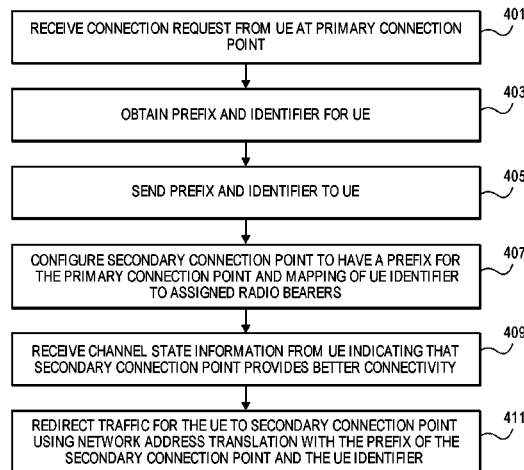 RECEIVE CONNECTION REQUEST FROM UE AT PRIMARY CONNECTION
POINT
401
OBTAIN PREFIX AND IDENTIFIER FOR UE
403
SEND PREFIX AND IDENTIFIER TO UE
405
CONFIGURE SECONDARY CONNECTION POINT TO HAVE A PREFIX FOR
THE PRIMARY CONNECTION POINT AND MAPPING OF UE IDENTIFIER
TO ASSIGNED RADIO BEARERS
407
RECEIVE CHANNEL STATE INFORMATION FROM UE INDICATING THAT
SECONDARY CONNECTION POINT PROVIDES BETTER CONNECTIVITY
409
REDIRECT TRAFFIC FOR THE UE TO SECONDARY CONNECTION POINT
USING NETWORK ADDRESS TRANSLATION WITH THE PREFIX OF THE
SECONDARY CONNECTION POINT AND THE UE IDENTIFIER
411